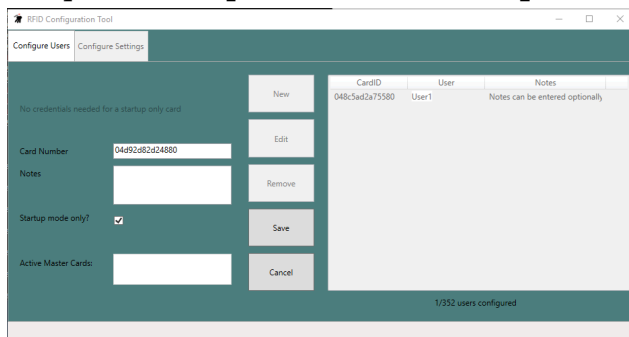 RFID Configuration Tool
Configure Users Configure Settings
No credentials needed for a startup only card
Card Number 04d92d82d24880
Notes
Startup mode only?
Active Master Cards:
New
Edit
Remove
Save
Cancel
CardID User Notes
048c5ad2a75580 User1 Notes can be entered optionally
1/352 users configured